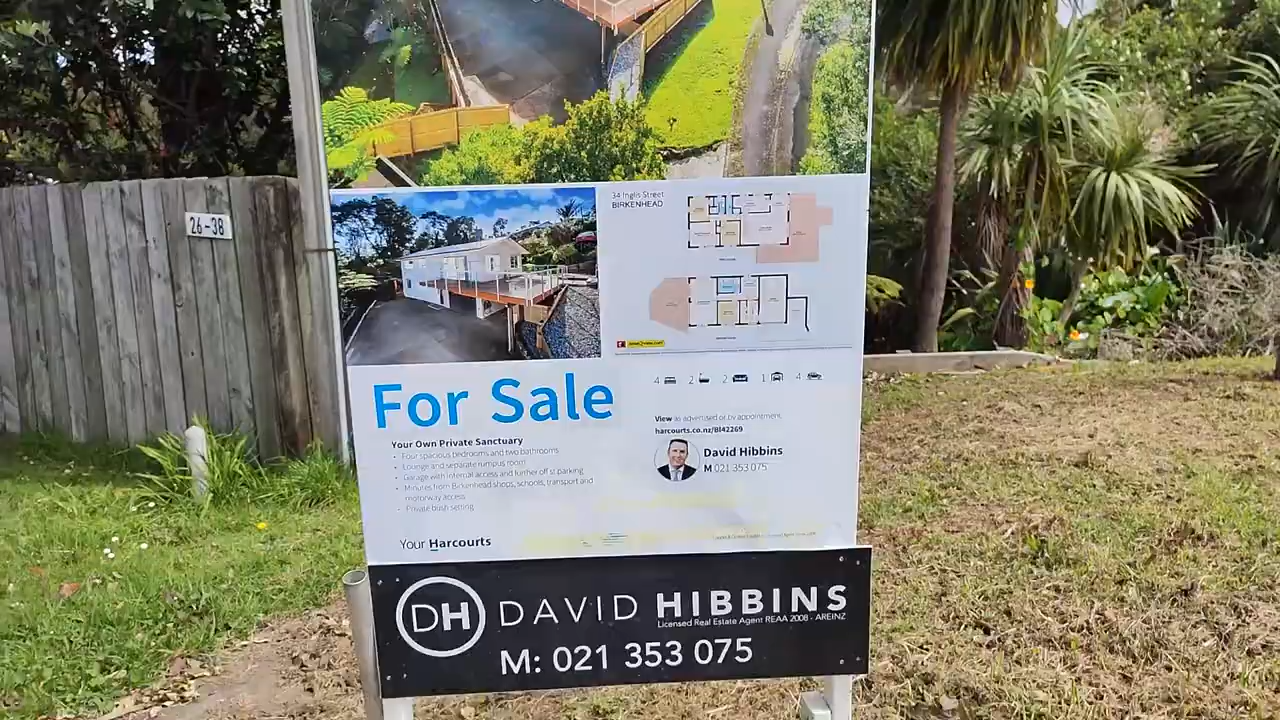 26-38
34 Inglis Street
BIRKENHEAD
For Sale
4 2 2 1 4
Your Own Private Sanctuary
Four spacious bedrooms and two bathrooms
Lounge and separate rumpus room
Garage with internal access and further off st parking
Minutes from Birkenhead shops, schools, transport and
motorway access
Private bush setting
View as advertised or by appointment
harcourts.co.nz/BI42269
David Hibbins
M 021 353 075
Your Harcourts
DH DAVID HIBBINS
Licensed Real Estate Agent REAA 2008 - AREINZ
M: 021 353 075